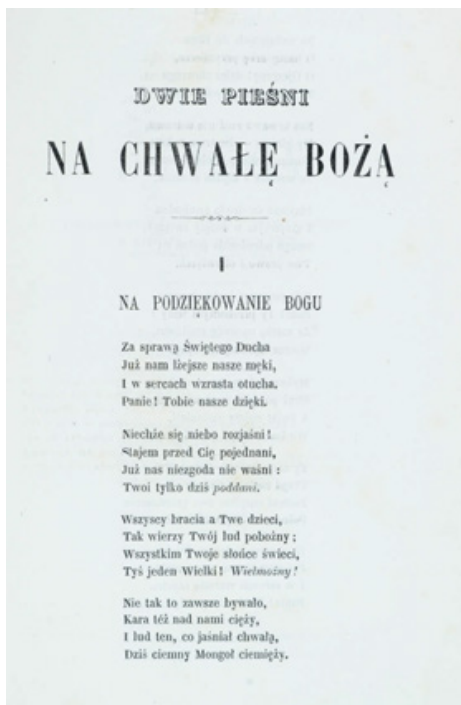 DWIE PIEŚNI
NA CHWAŁĘ BOŻĄ
I
NA PODZIEKOWANIE BOGU
Za sprawą Świętego Ducha
Już nam lżejsze nasze męki,
I w sercach wzrasta otucha.
Panie! Tobie nasze dzięki.
Niechże się niebo rozjaśni!
Stajem przed Cię pojednani,
Już nas niezgoda nie waśni :
Twoi tylko dziś poddani.
Wszyscy bracia a Twe dzieci,
Tak wierzy Twój lud pobożny ;
Wszystkim Twoje słońce świeci,
Tyś jeden Wielki! Wielmożny!
Nie tak to zawsze bywało,
Kara téż nad nami cięży,
I lud ten, co jaśniał chwałą,
Dziś ciemny Mongoł ciemięży.